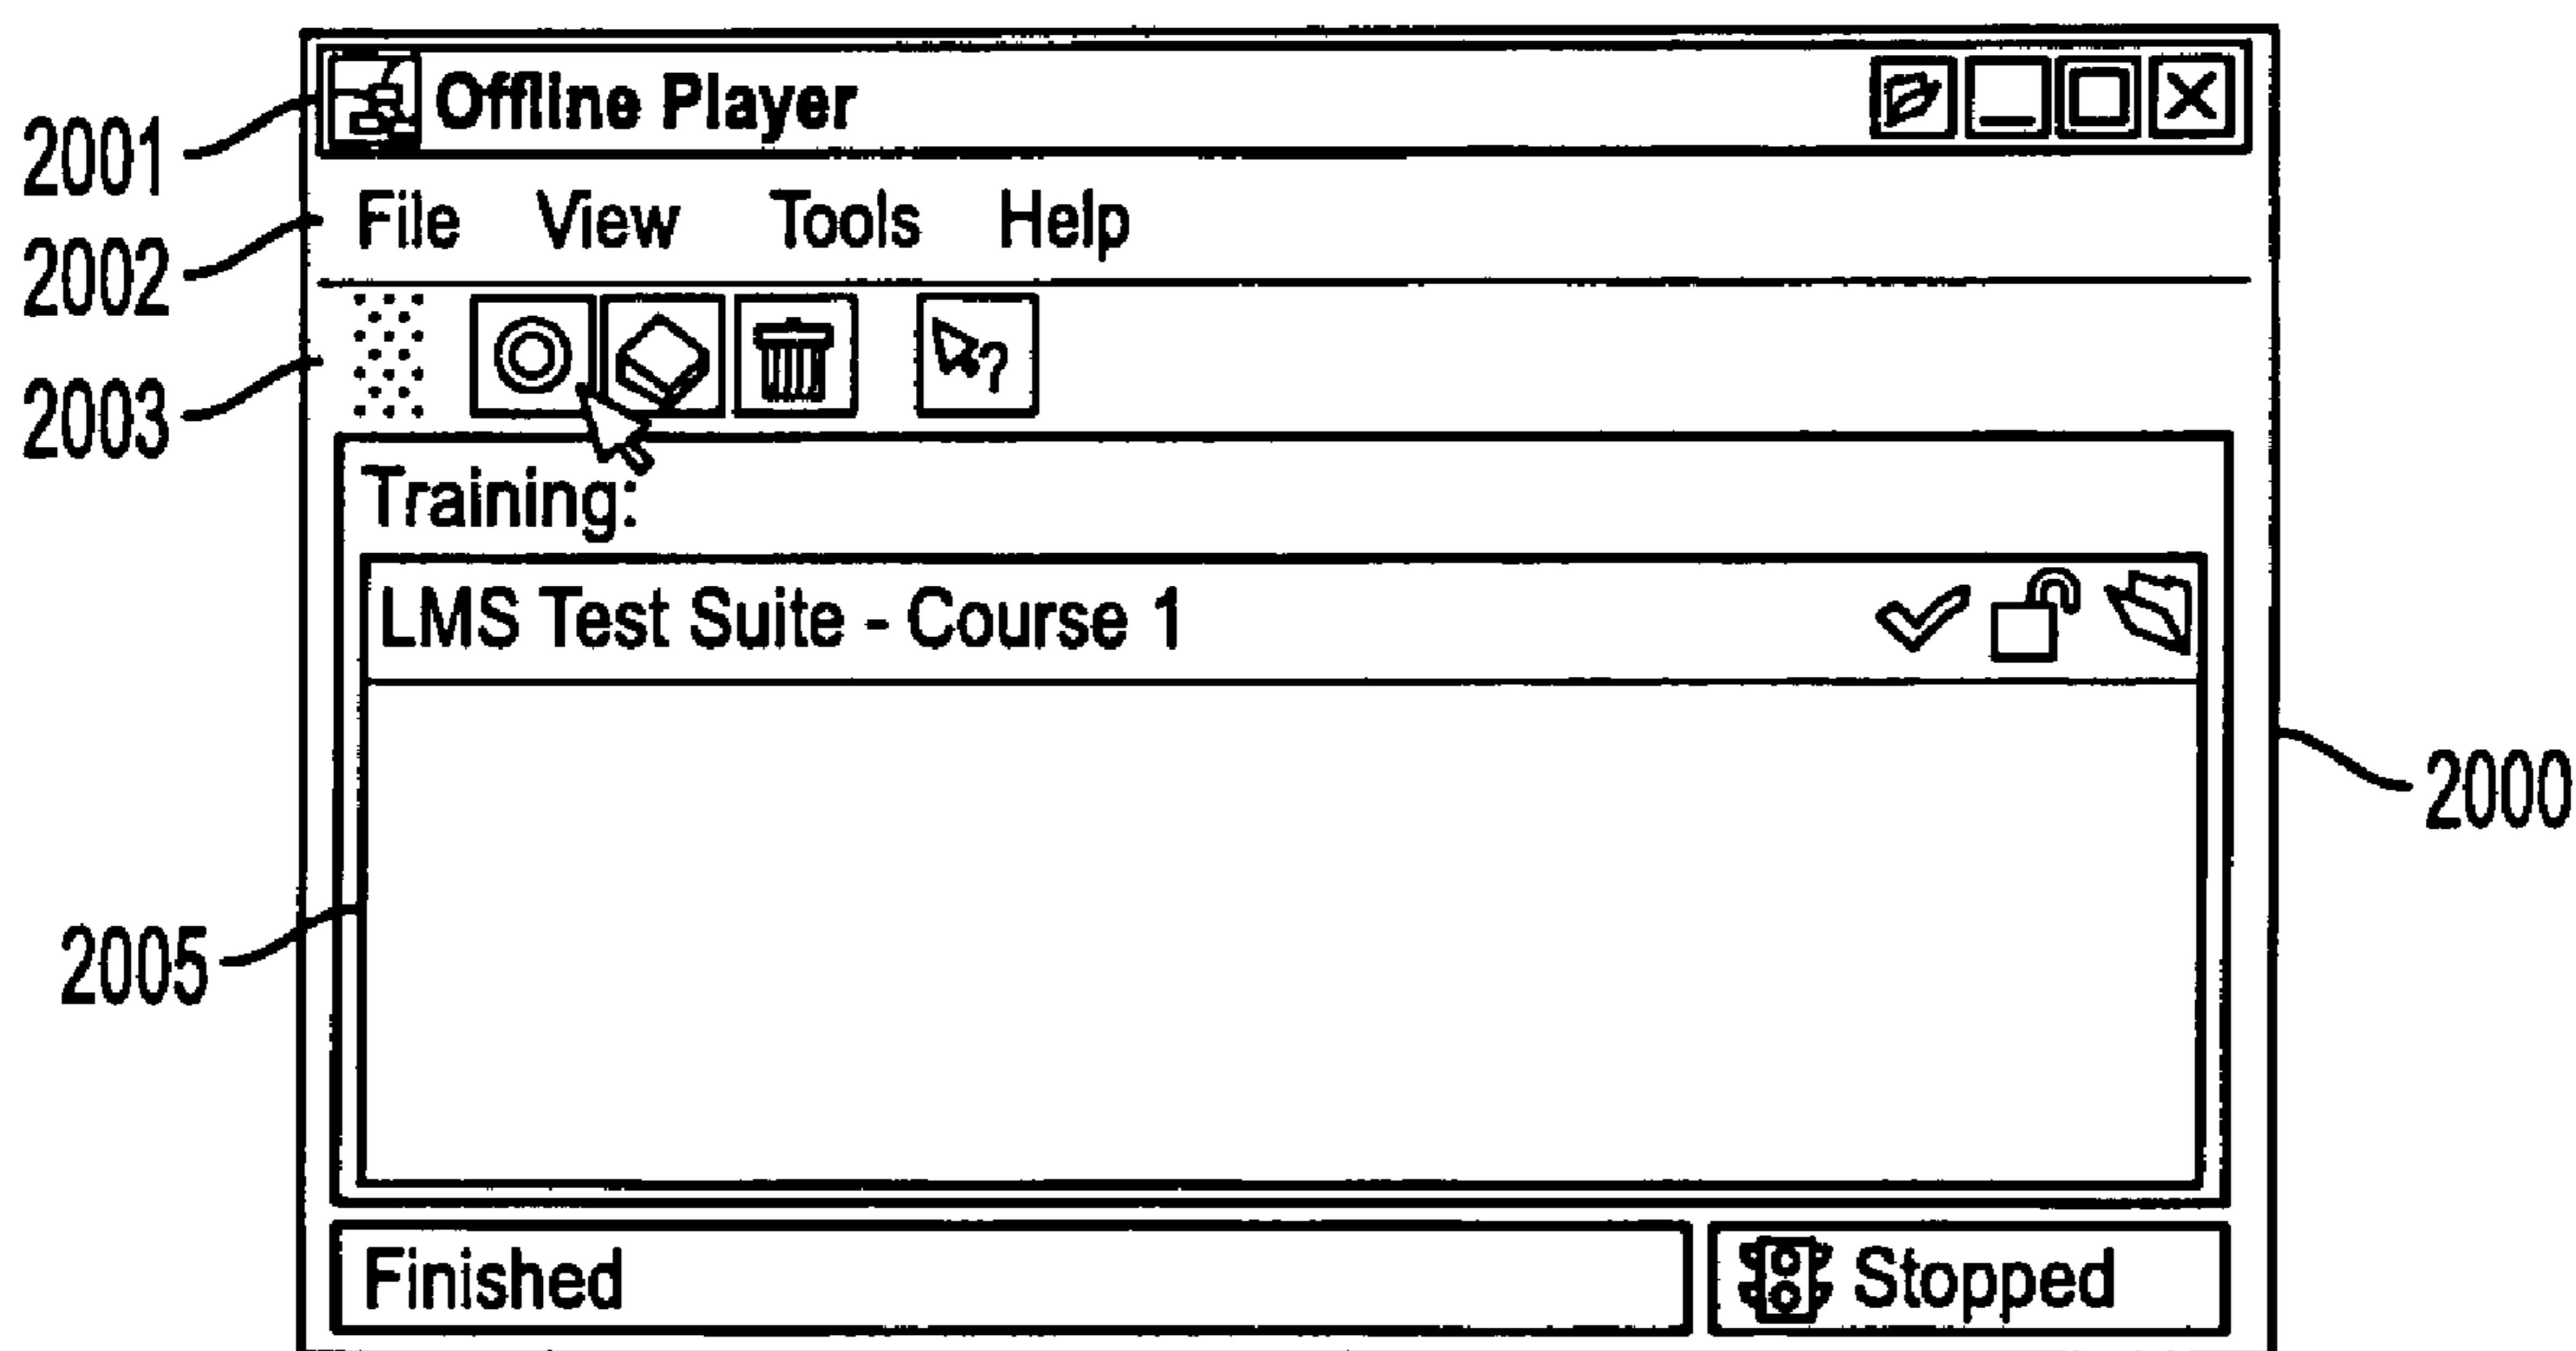 2001
Offline Player
2002
File View Tools Help
2003
?
Training:
LMS Test Suite - Course 1
2000
2005
Finished
Stopped